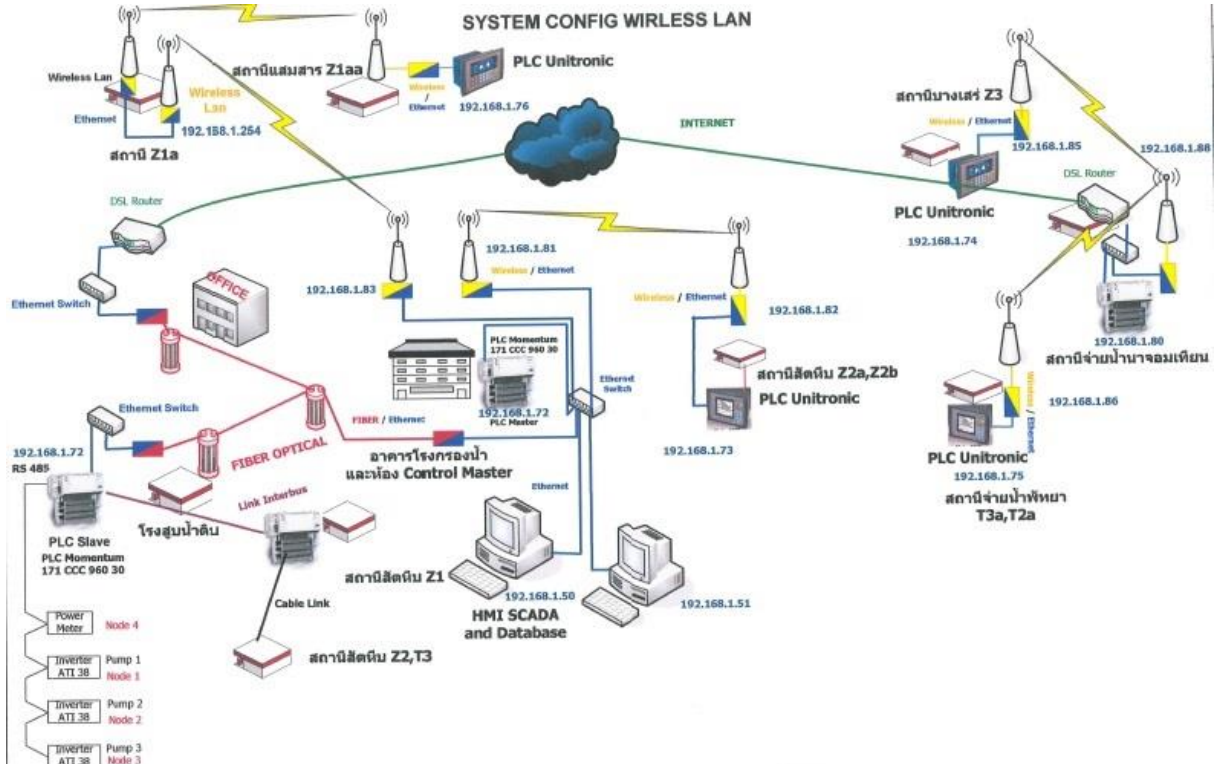 SYSTEM CONFIG WIRLESS LAN
Wireless Lan
Wireless
Lan
Ethernet
192.158.1.254
สถานี Z1a
สถานีแสมสาร Z1aa
PLC Unitronic
Wireless
/
Ethernet
192.168.1.76
INTERNET
สถานีบางเสร่ Z3
Wireless / Ethernet
192.168.1.85
192.168.1.88
PLC Unitronic
192.168.1.74
DSL Router
DSL Router
Ethernet Switch
OFFICE
192.168.1.83
192.168.1.81
Wireless / Ethernet
Wireless / Ethernet
192.168.1.82
192.168.1.80
สถานีจ่ายน้ำนาจอมเทียน
PLC Momentum
171 CCC 960 30
192.168.1.72
PLC Master
Ethernet
Switch
สถานีสัตหีบ Z2a,Z2b
PLC Unitronic
192.168.1.73
Wireless / Ethernet
192.168.1.86
PLC Unitronic
192.168.1.75
สถานีจ่ายน้ำพัทยา
T3a,T2a
Ethernet Switch
FIBER / Ethernet
FIBER OPTICAL
อาคารโรงกรองน้ำ
และห้อง Control Master
192.168.1.72
RS 485
Link Interbus
Ethernet
PLC Slave
PLC Momentum
171 CCC 960 30
โรงสูบน้ำดิบ
สถานีสัตหีบ Z1
192.168.1.50
192.168.1.51
HMI SCADA
and Database
Cable Link
สถานีสัตหีบ Z2,T3
Power
Meter
Node 4
Inverter
ATI 38
Pump 1
Node 1
Inverter
ATI 38
Pump 2
Node 2
Inverter
ATI 38
Pump 3
Node 3